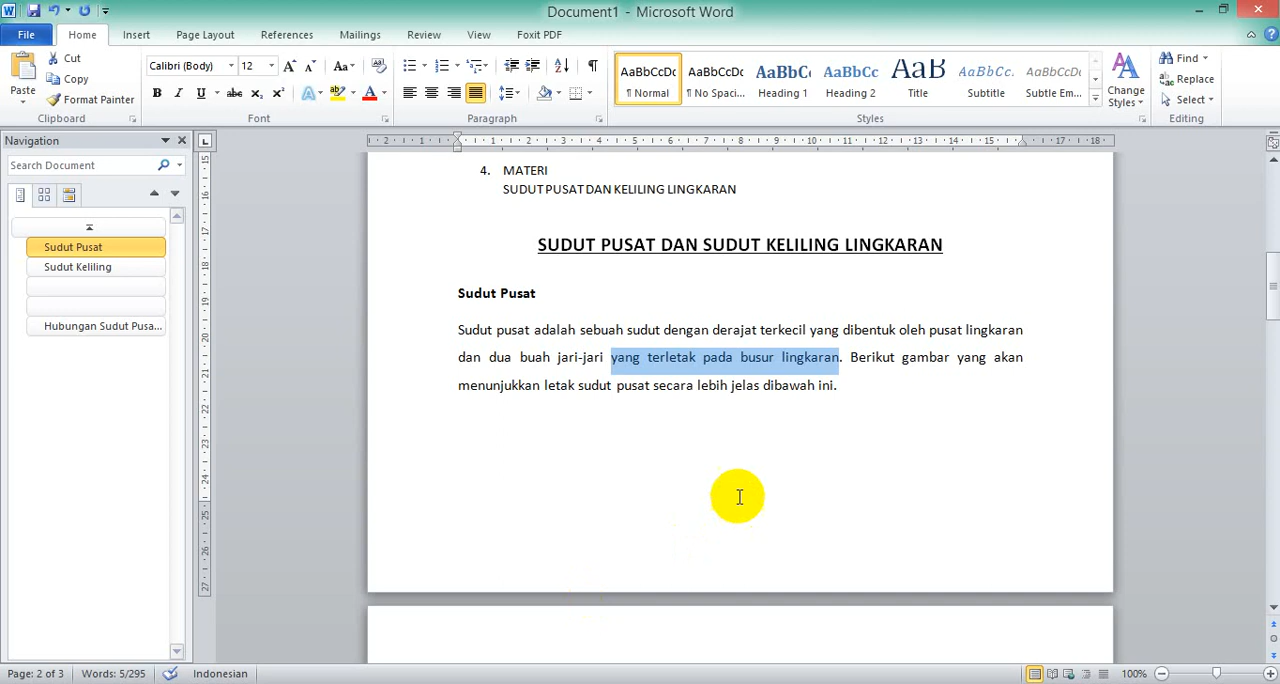 Document1 - Microsoft Word
File Home Insert Page Layout References Mailings Review View Foxit PDF
Paste
Cut
Copy
Format Painter
Clipboard
Calibri (Body) 12
Font
Paragraph
AaBbCcDc
¶ Normal
AaBbCcDc
¶ No Spac...
AaBbC
Heading 1
AaBbCc
Heading 2
AaB
Title
AaBbCc.
Subtitle
AaBbCcDc
Subtle Em...
Change
Styles
Styles
Find
Replace
Select
Editing
Navigation
Search Document
Sudut Pusat
Sudut Keliling
Hubungan Sudut Pusa...
4. MATERI
SUDUT PUSAT DAN KELILING LINGKARAN
SUDUT PUSAT DAN SUDUT KELILING LINGKARAN
Sudut Pusat
Sudut pusat adalah sebuah sudut dengan derajat terkecil yang dibentuk oleh pusat lingkaran
dan dua buah jari-jari yang terletak pada busur lingkaran. Berikut gambar yang akan
menunjukkan letak sudut pusat secara lebih jelas dibawah ini.
Page: 2 of 3 Words: 5/295 Indonesian 100%